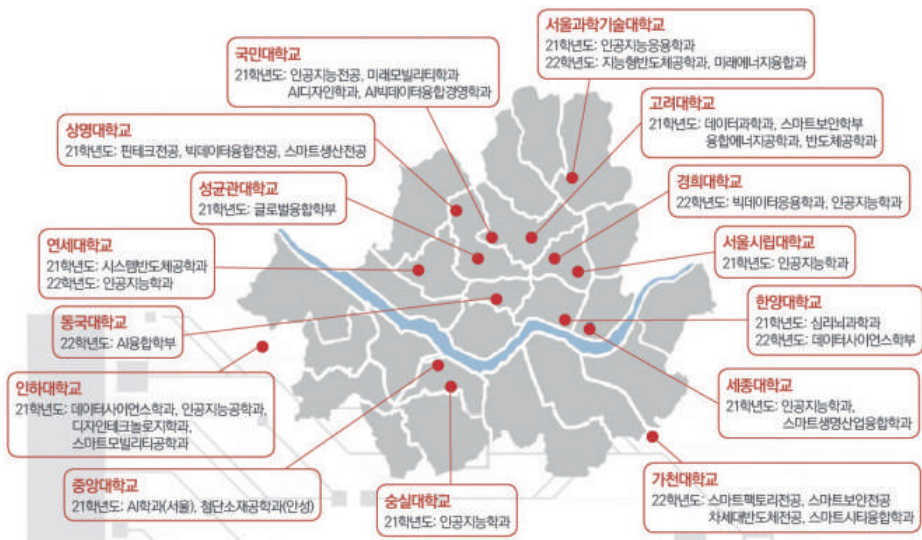 서울과학기술대학교
21학년도: 인공지능응용학과
22학년도: 지능형반도체공학과, 미래에너지융합과
국민대학교
21학년도: 인공지능전공, 미래모빌리티학과
AI디자인학과, AI빅데이터융합경영학과
고려대학교
21학년도: 데이터과학과, 스마트보안학부
융합에너지공학과, 반도체공학과
상명대학교
21학년도: 핀테크전공, 빅데이터융합전공, 스마트생산전공
성균관대학교
21학년도: 글로벌융합학부
경희대학교
22학년도: 빅데이터응용학과, 인공지능학과
연세대학교
21학년도: 시스템반도체공학과
22학년도: 인공지능학과
서울시립대학교
21학년도: 인공지능학과
동국대학교
22학년도: AI융합학부
한양대학교
21학년도: 심리뇌과학과
22학년도: 데이터사이언스학부
인하대학교
21학년도: 데이터사이언스학과, 인공지능공학과,
디자인테크놀로지학과,
스마트모빌리티공학과
세종대학교
21학년도: 인공지능학과,
스마트생명산업융합학과
중앙대학교
21학년도: AI학과(서울), 첨단소재공학과(안성)
숭실대학교
21학년도: 인공지능학과
가천대학교
22학년도: 스마트팩토리전공, 스마트보안전공
차세대반도체전공, 스마트시티융합학과